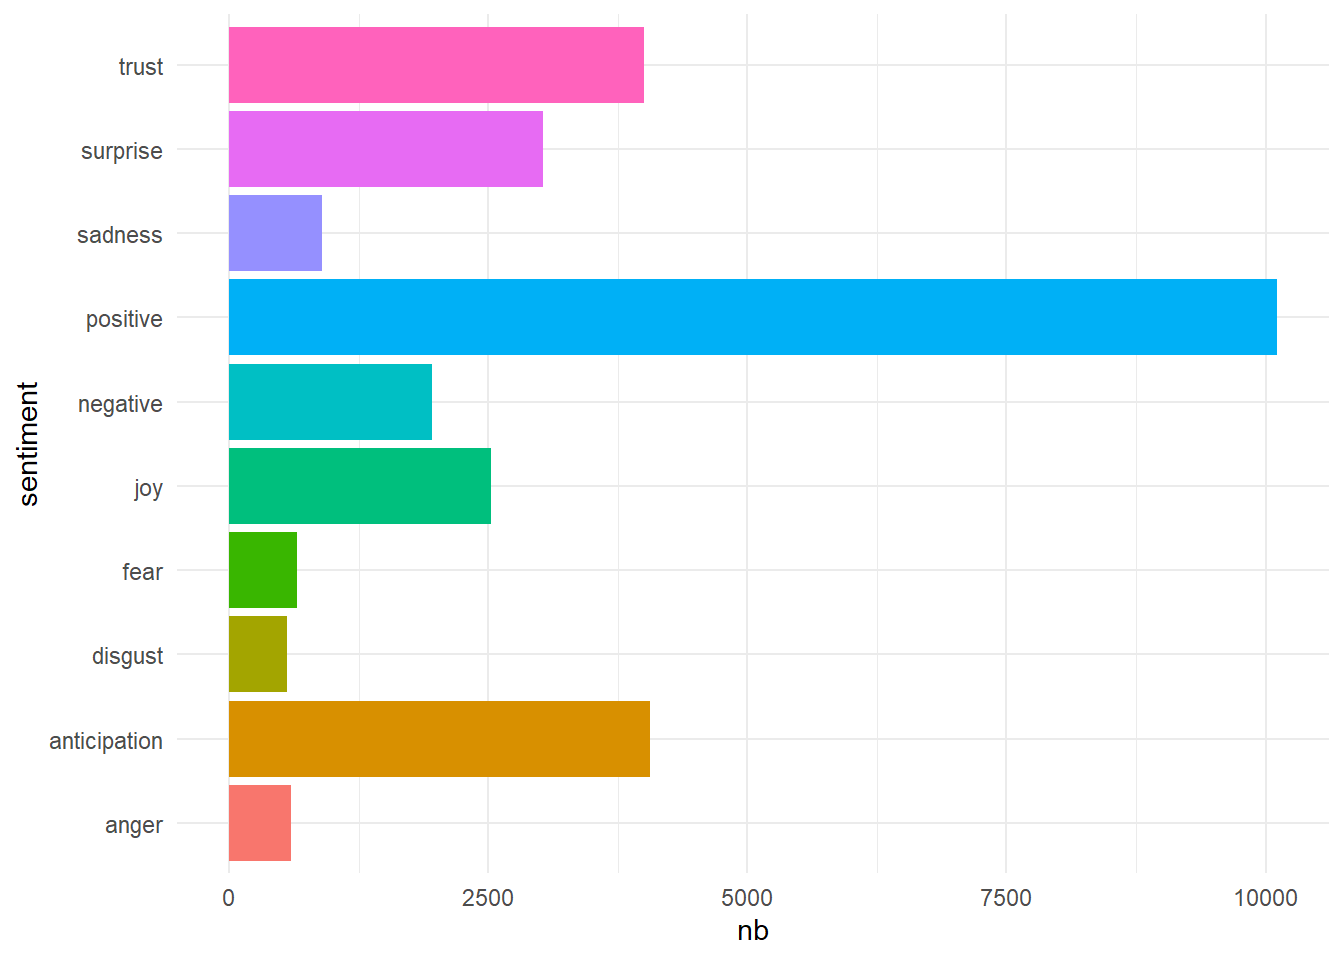 trust
surprise
sadness
positive
negative
joy
fear
disgust
anticipation
anger
sentiment
0 2500 5000 7500 10000
nb